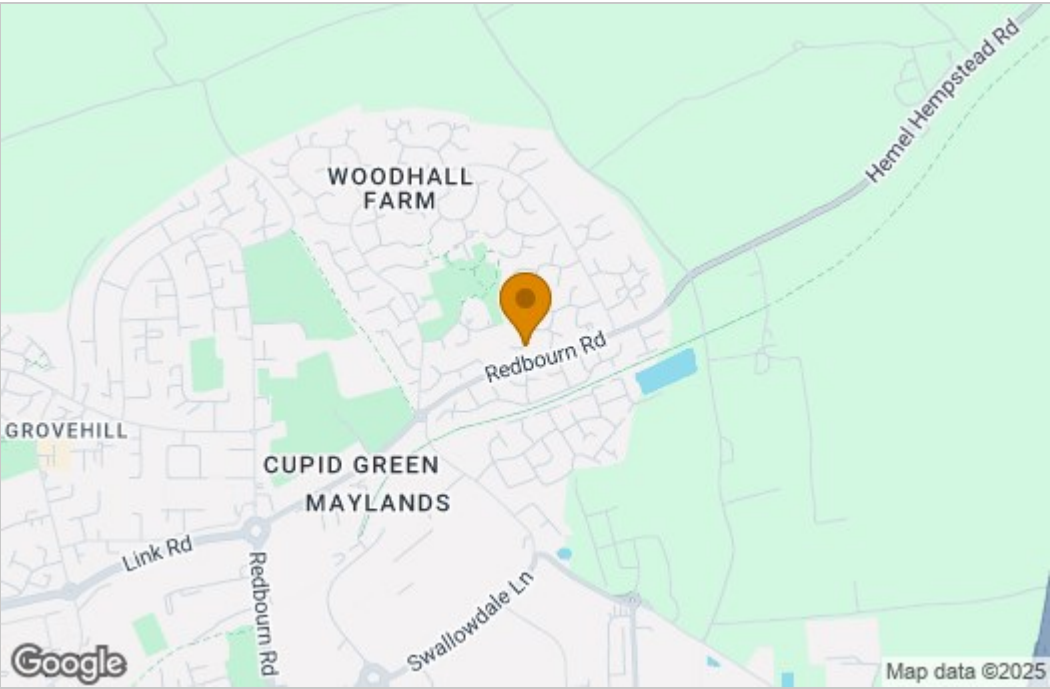 Hemel Hempstead Rd
WOODHALL
FARM
Redbourn Rd
GROVEHILL
CUPID GREEN
MAYLANDS
Link Rd
Redbourn Rd
Swallowdale Ln
Google
Map data ©2025